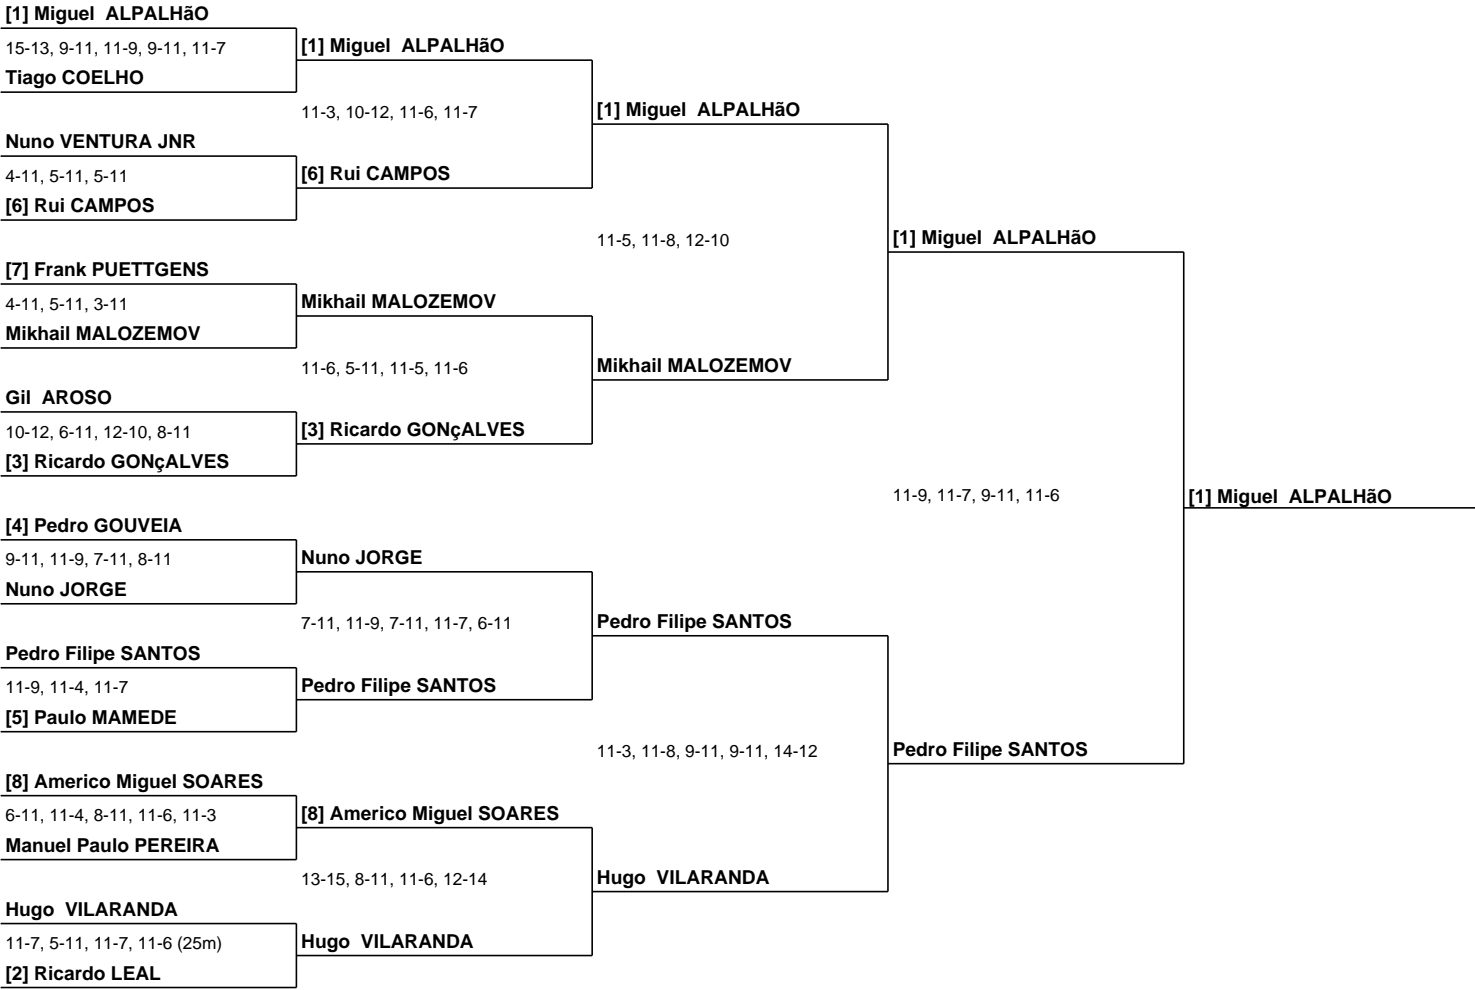 [1] Miguel  ALPALHãO
15-13, 9-11, 11-9, 9-11, 11-7
Tiago COELHO
Nuno VENTURA JNR
4-11, 5-11, 5-11
[6] Rui CAMPOS
[7] Frank PUETTGENS
4-11, 5-11, 3-11
Mikhail MALOZEMOV
Gil  AROSO
10-12, 6-11, 12-10, 8-11
[3] Ricardo GONçALVES
[4] Pedro GOUVEIA
9-11, 11-9, 7-11, 8-11
Nuno JORGE
Pedro Filipe SANTOS
11-9, 11-4, 11-7
[5] Paulo MAMEDE
[8] Americo Miguel SOARES
6-11, 11-4, 8-11, 11-6, 11-3
Manuel Paulo PEREIRA
Hugo  VILARANDA
11-7, 5-11, 11-7, 11-6 (25m)
[2] Ricardo LEAL
[1] Miguel  ALPALHãO
11-3, 10-12, 11-6, 11-7
[6] Rui CAMPOS
Mikhail MALOZEMOV
11-6, 5-11, 11-5, 11-6
[3] Ricardo GONçALVES
Nuno JORGE
7-11, 11-9, 7-11, 11-7, 6-11
Pedro Filipe SANTOS
[8] Americo Miguel SOARES
13-15, 8-11, 11-6, 12-14
Hugo  VILARANDA
[1] Miguel  ALPALHãO
11-5, 11-8, 12-10
Mikhail MALOZEMOV
Pedro Filipe SANTOS
11-3, 11-8, 9-11, 9-11, 14-12
Hugo  VILARANDA
[1] Miguel  ALPALHãO
11-9, 11-7, 9-11, 11-6
Pedro Filipe SANTOS
[1] Miguel  ALPALHãO